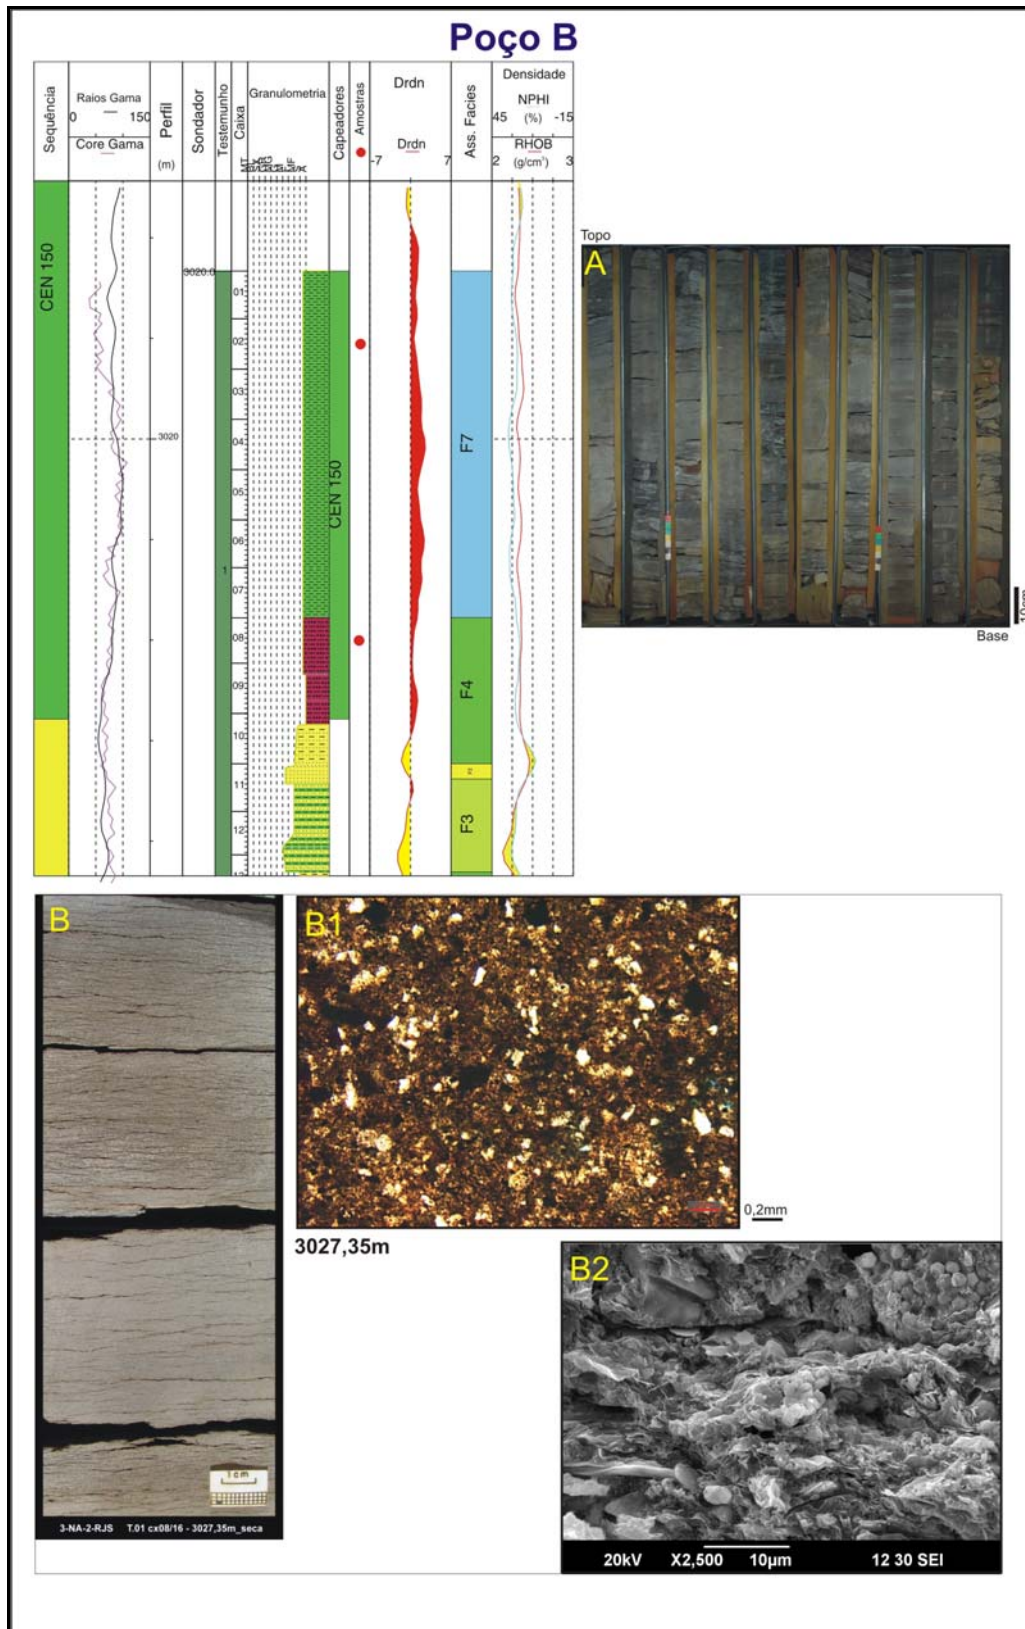 Poço B
Sequência
Raios Gama
0 150
Core Gama
Perfil
(m)
Sondador
Testemunho
Caixa
Granulometria
Capeadores
Amostras
Drdn
Drdn
-7 7
Ass. Facies
Densidade
NPHI
45 (%) -15
RHOB
2 (g/cm³) 3
CEN 150
3020.0
3020
1
01
02
03
04
05
06
07
08
09
10
11
12
CEN 150
F7
F4
F3
Topo
A
10cm
Base
B
1cm
3-NA-2-RJS T.01 cx08/16 - 3027,35m_seca
B1
0,2mm
3027,35m
B2
20kV X2,500 10µm 12 30 SEI